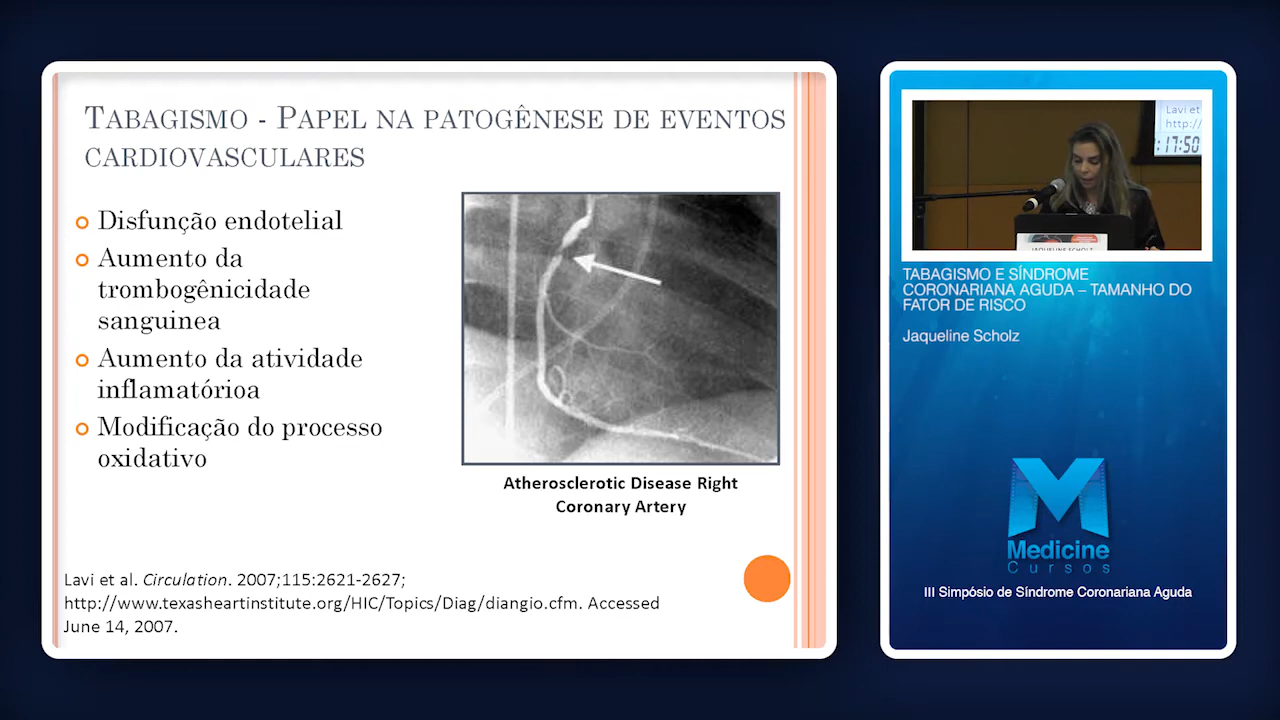 TABAGISMO - PAPEL NA PATOGÊNESE DE EVENTOS
CARDIOVASCULARES
Disfunção endotelial
Aumento da
trombogênicidade
sanguinea
Aumento da atividade
inflamatórioa
Modificação do processo
oxidativo
Atherosclerotic Disease Right
Coronary Artery
Lavi et al. Circulation. 2007;115:2621-2627;
http://www.texasheartinstitute.org/HIC/Topics/Diag/diangio.cfm. Accessed
June 14, 2007.
Lavi et
http://
:17:50
JAQUELINE SCHOLZ
TABAGISMO E SÍNDROME
CORONARIANA AGUDA – TAMANHO DO
FATOR DE RISCO
Jaqueline Scholz
Medicine
Cursos
III Simpósio de Síndrome Coronariana Aguda